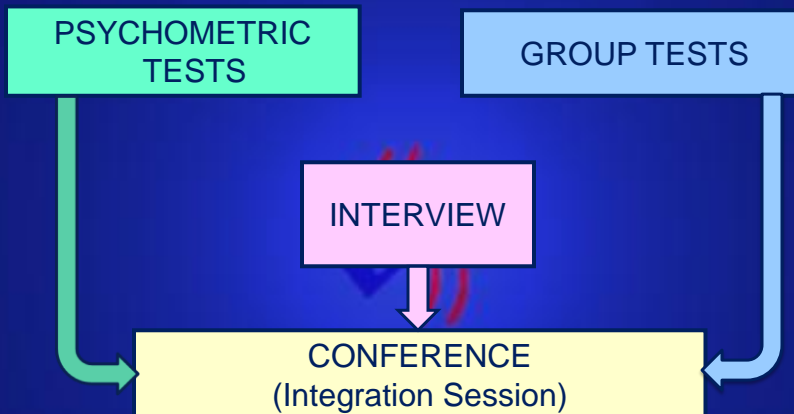 PSYCHOMETRIC
TESTS
GROUP TESTS
INTERVIEW
CONFERENCE
(Integration Session)